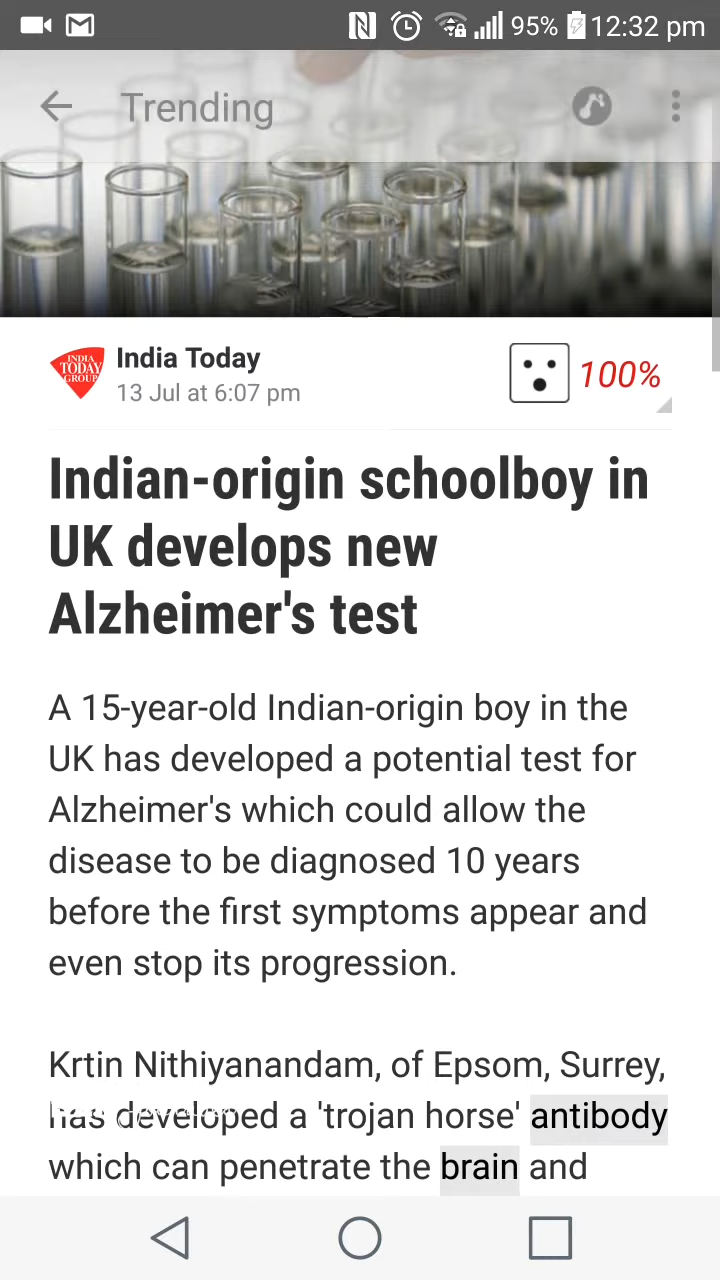 95% 12:32 pm
Trending
INDIA
TODAY
GROUP
India Today
13 Jul at 6:07 pm
100%
Indian-origin schoolboy in
UK develops new
Alzheimer's test
A 15-year-old Indian-origin boy in the
UK has developed a potential test for
Alzheimer's which could allow the
disease to be diagnosed 10 years
before the first symptoms appear and
even stop its progression.
Krtin Nithiyanandam, of Epsom, Surrey,
has developed a 'trojan horse' antibody
which can penetrate the brain and